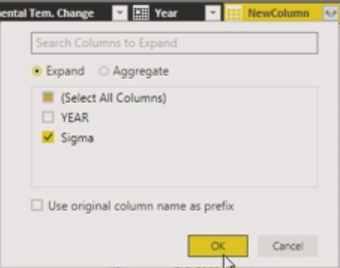 ental Tem. Change Year NewColumn
Search Columns to Expand
Expand Aggregate
(Select All Columns)
YEAR
Sigma
Use original column name as prefix
OK Cancel